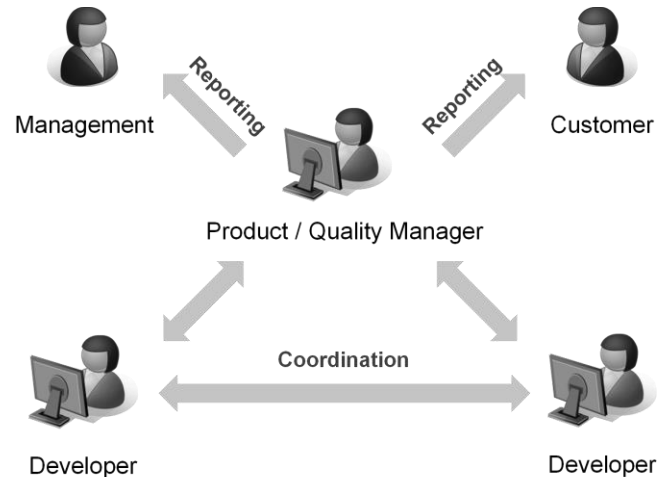 Reporting
Reporting
Management
Customer
Product / Quality Manager
Coordination
Developer
Developer